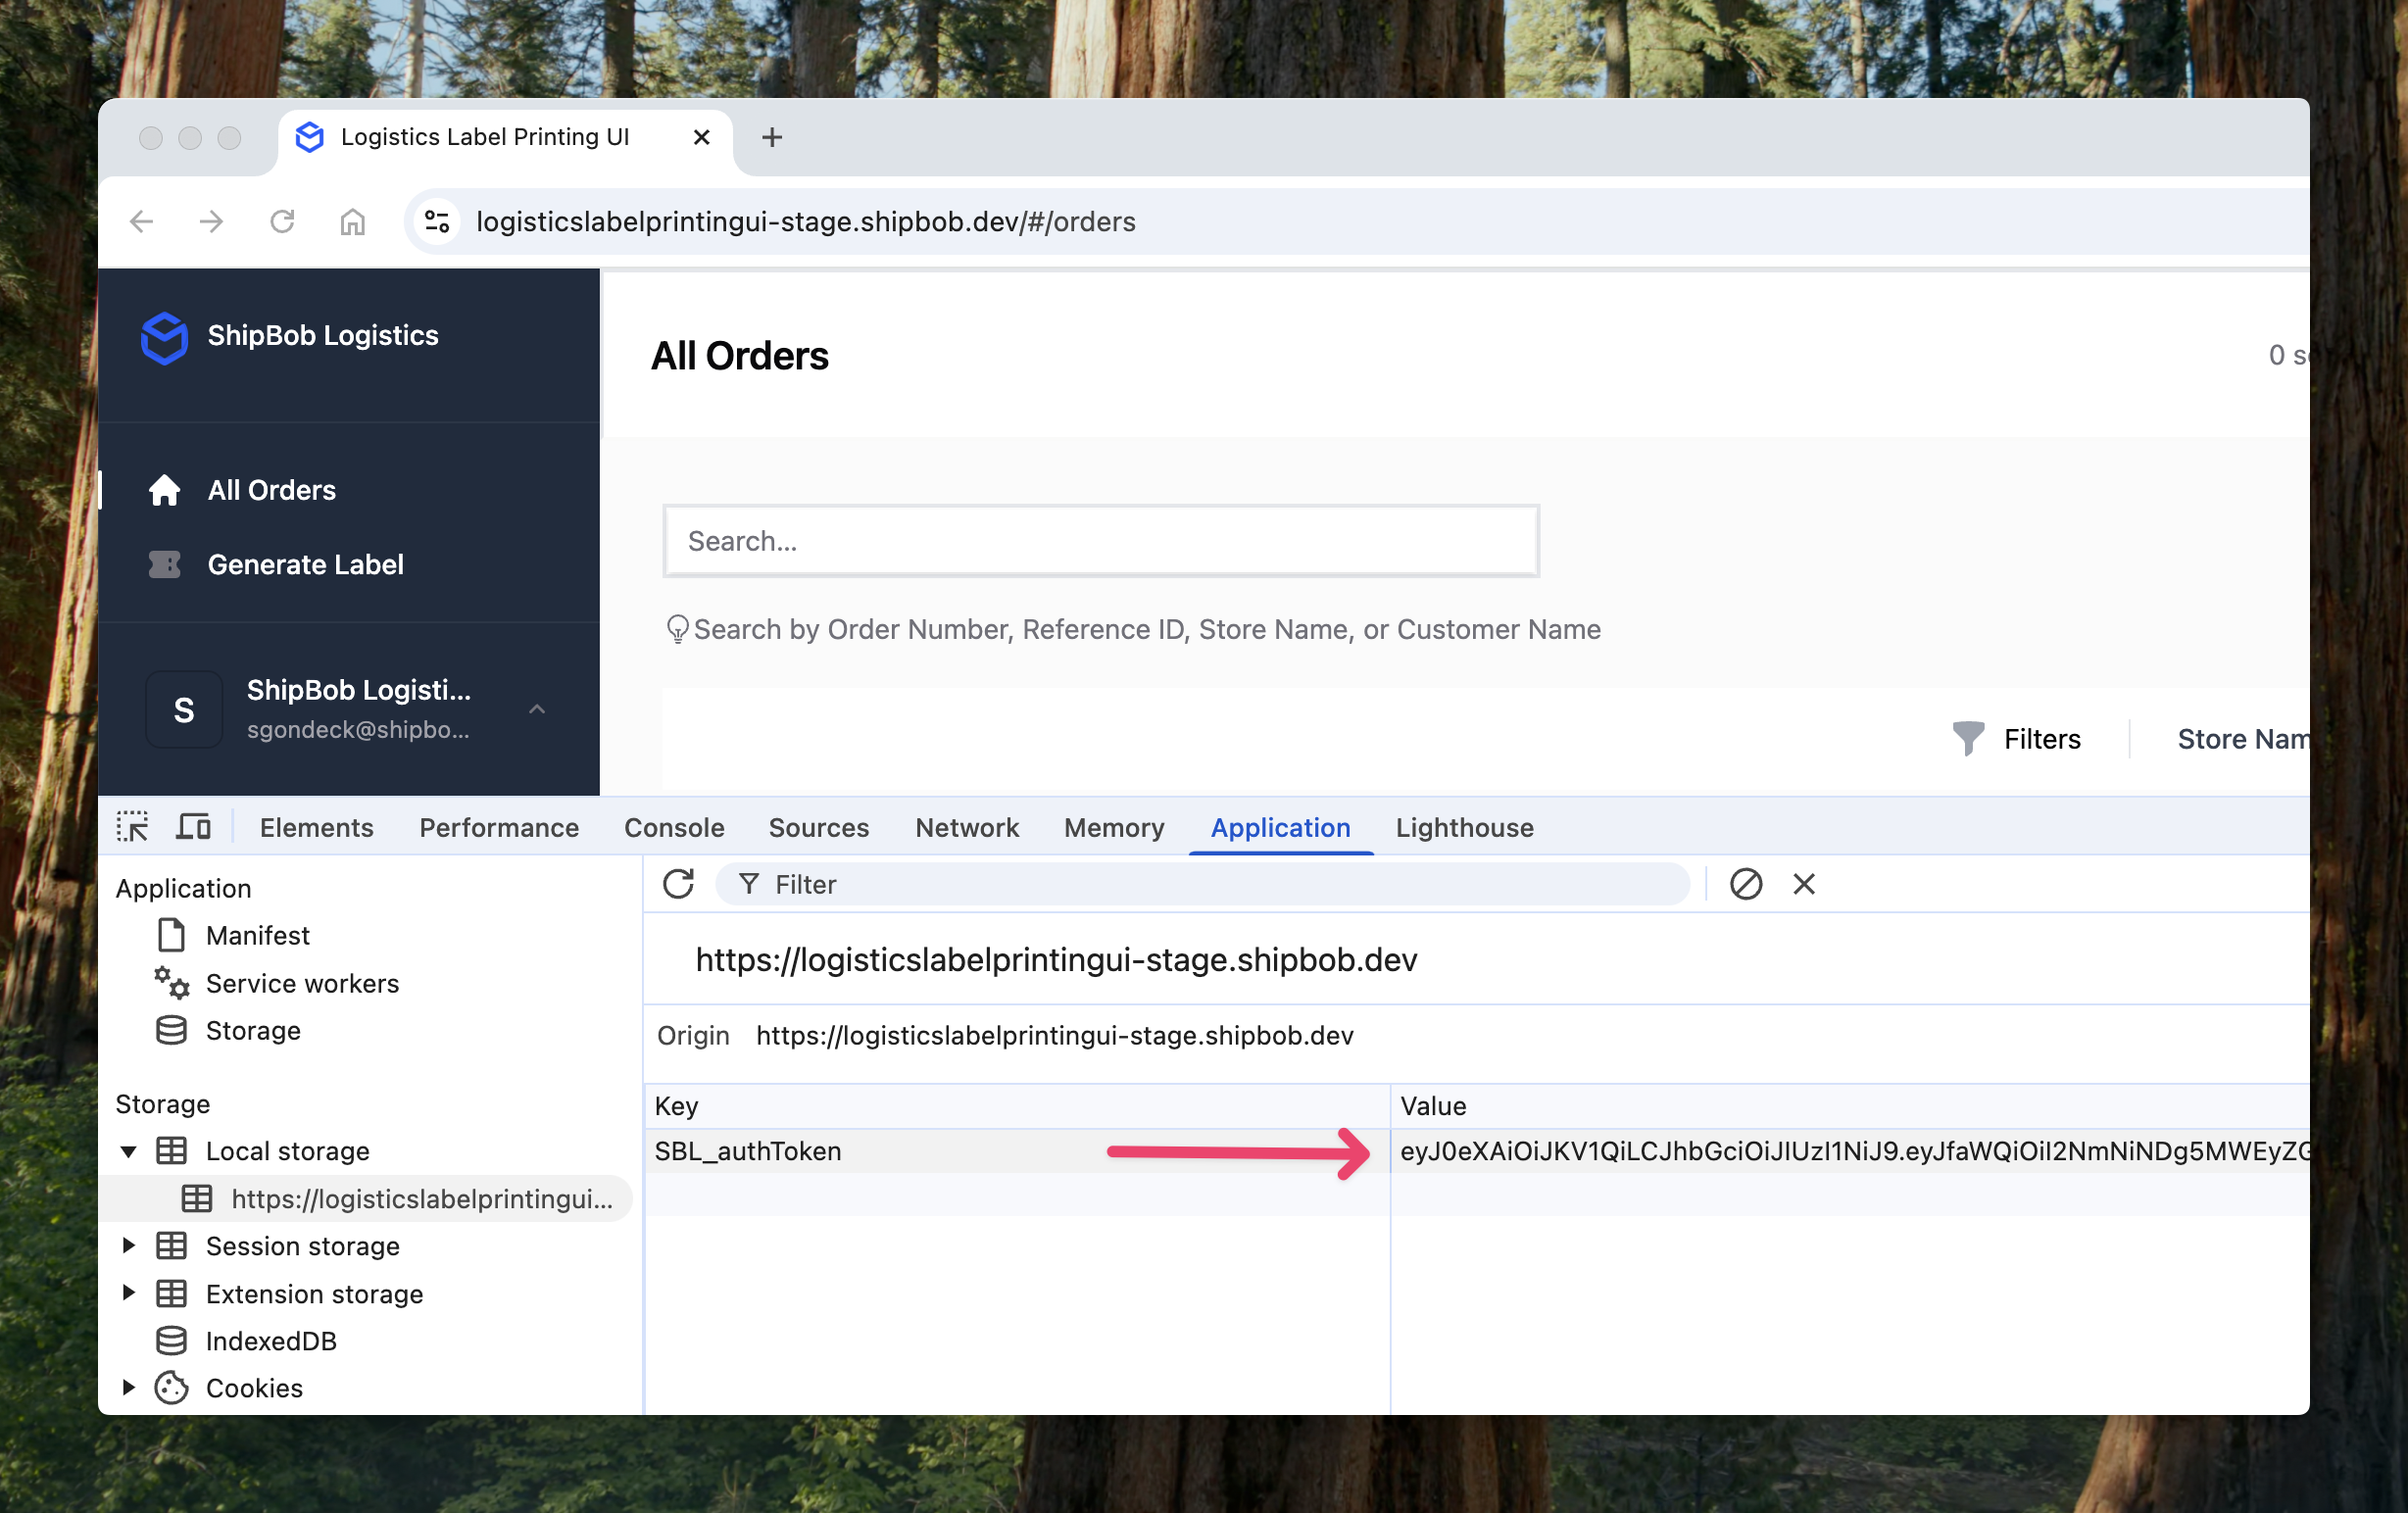 Logistics Label Printing UI
logisticslabelprintingui-stage.shipbob.dev/#/orders
ShipBob Logistics
All Orders
Generate Label
S
ShipBob Logisti...
sgondeck@shipbo...
All Orders
0 s
Search...
Search by Order Number, Reference ID, Store Name, or Customer Name
Filters
Store Nam
Elements Performance Console Sources Network Memory Application Lighthouse
Application
Manifest
Service workers
Storage
Storage
Local storage
https://logisticslabelprintingui...
Session storage
Extension storage
IndexedDB
Cookies
Filter
https://logisticslabelprintingui-stage.shipbob.dev
Origin https://logisticslabelprintingui-stage.shipbob.dev
Key Value
SBL_authToken eyJ0eXAiOiJKV1QiLCJhbGciOiJIUzI1NiJ9.eyJfaWQiOiI2NmNiNDg5MWEyZG